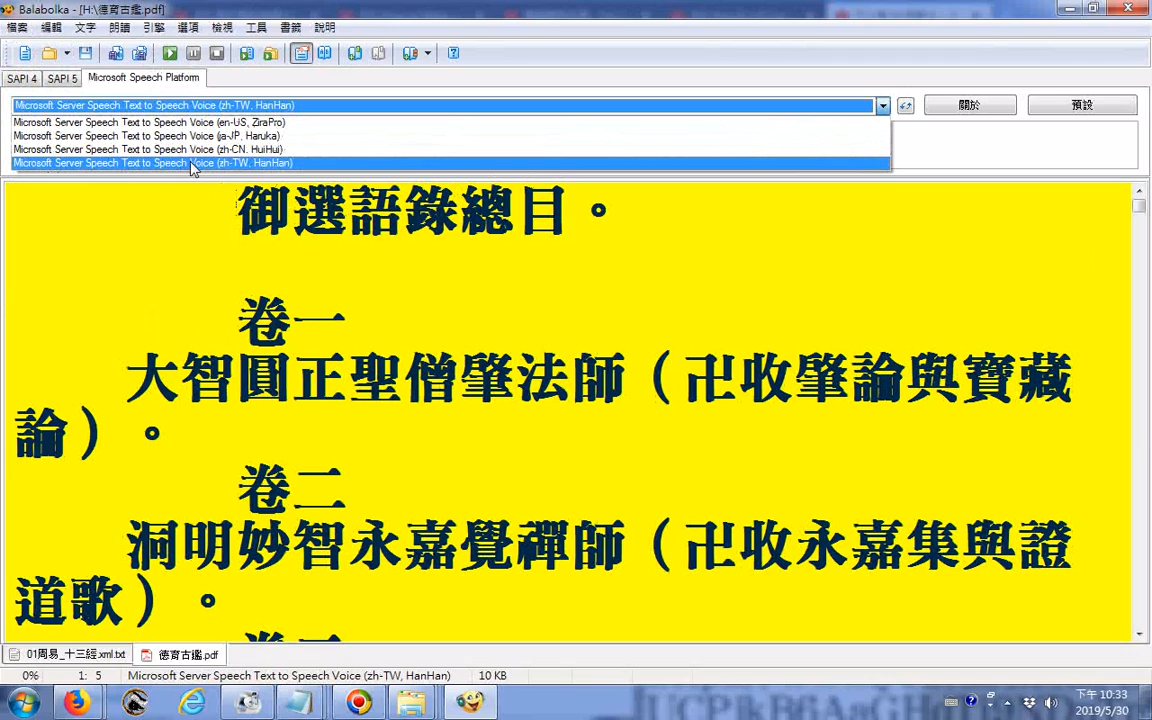 Balabolka - [H:\德育古鑑.pdf]
檔案 編輯 文字 朗讀 引擎 選項 檢視 工具 書籤 說明
SAPI 4 SAPI 5 Microsoft Speech Platform
Microsoft Server Speech Text to Speech Voice (zh-TW, HanHan)
關於
預設
Microsoft Server Speech Text to Speech Voice (en-US, ZiraPro)
Microsoft Server Speech Text to Speech Voice (ja-JP, Haruka)
Microsoft Server Speech Text to Speech Voice (zh-CN, HuiHui)
Microsoft Server Speech Text to Speech Voice (zh-TW, HanHan)
御選語錄總目。
卷一
大智圓正聖僧肇法師（卍收肇論與寶藏
論）。
卷二
洞明妙智永嘉覺禪師（卍收永嘉集與證
道歌）。
01周易_十三經.xml.txt 德育古鑑.pdf
0% 1: 5 Microsoft Server Speech Text to Speech Voice (zh-TW, HanHan) 10 KB
下午 10:33
2019/5/30